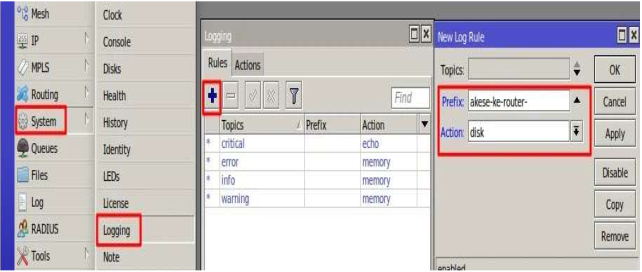 Mesh
IP
MPLS
Routing
System
Queues
Files
Log
RADIUS
Tools
Clock
Console
Disks
Health
History
Identity
LEDs
License
Logging
Note
Logging
Rules Actions
Find
Topics Prefix Action
* critical echo
* error memory
* info memory
* warning memory
New Log Rule
Topics:
Prefix: akese-ke-router-
Action: disk
OK
Cancel
Apply
Disable
Copy
Remove
enabled